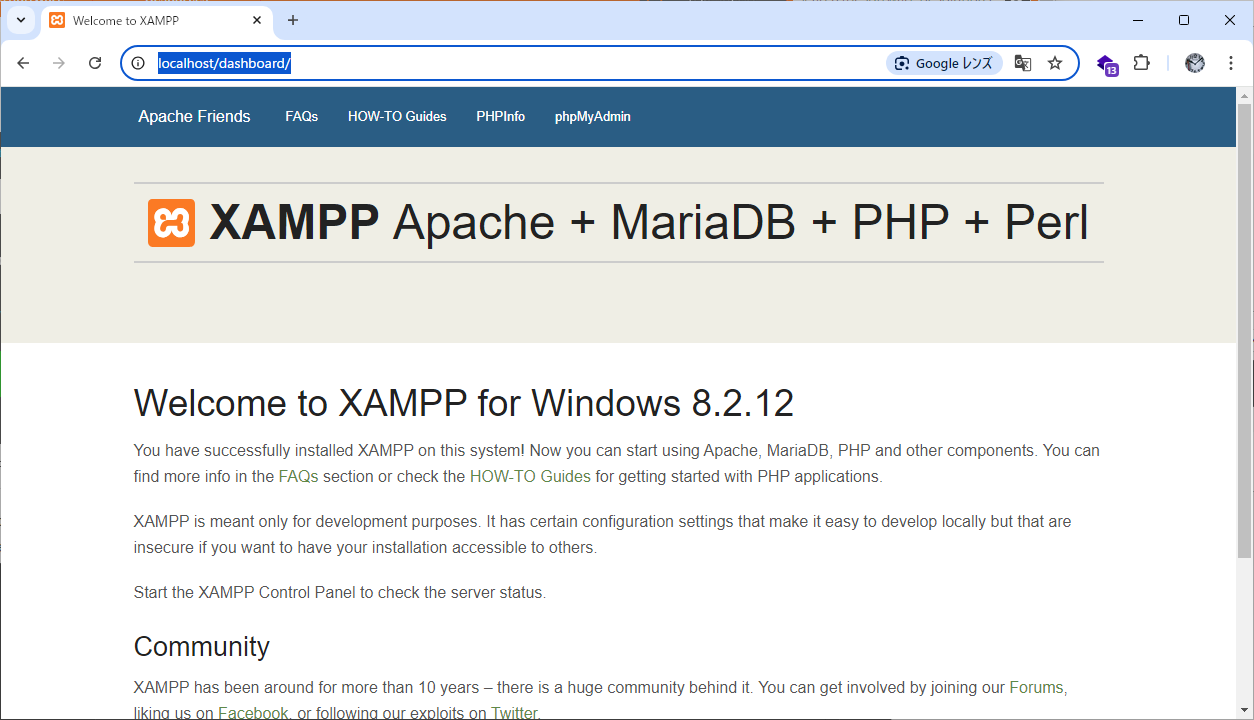 Welcome to XAMPP
localhost/dashboard/
Google レンズ
13
Apache Friends FAQs HOW-TO Guides PHPInfo phpMyAdmin
XAMPP Apache + MariaDB + PHP + Perl
Welcome to XAMPP for Windows 8.2.12
You have successfully installed XAMPP on this system! Now you can start using Apache, MariaDB, PHP and other components. You can
find more info in the FAQs section or check the HOW-TO Guides for getting started with PHP applications.
XAMPP is meant only for development purposes. It has certain configuration settings that make it easy to develop locally but that are
insecure if you want to have your installation accessible to others.
Start the XAMPP Control Panel to check the server status.
Community
XAMPP has been around for more than 10 years – there is a huge community behind it. You can get involved by joining our Forums,
liking us on Facebook, or following our exploits on Twitter.